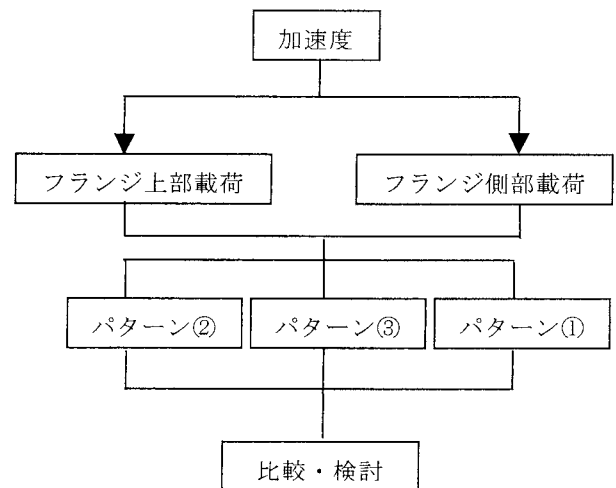 加速度
フランジ上部載荷
フランジ側部載荷
パターン②
パターン③
パターン①
比較・検討